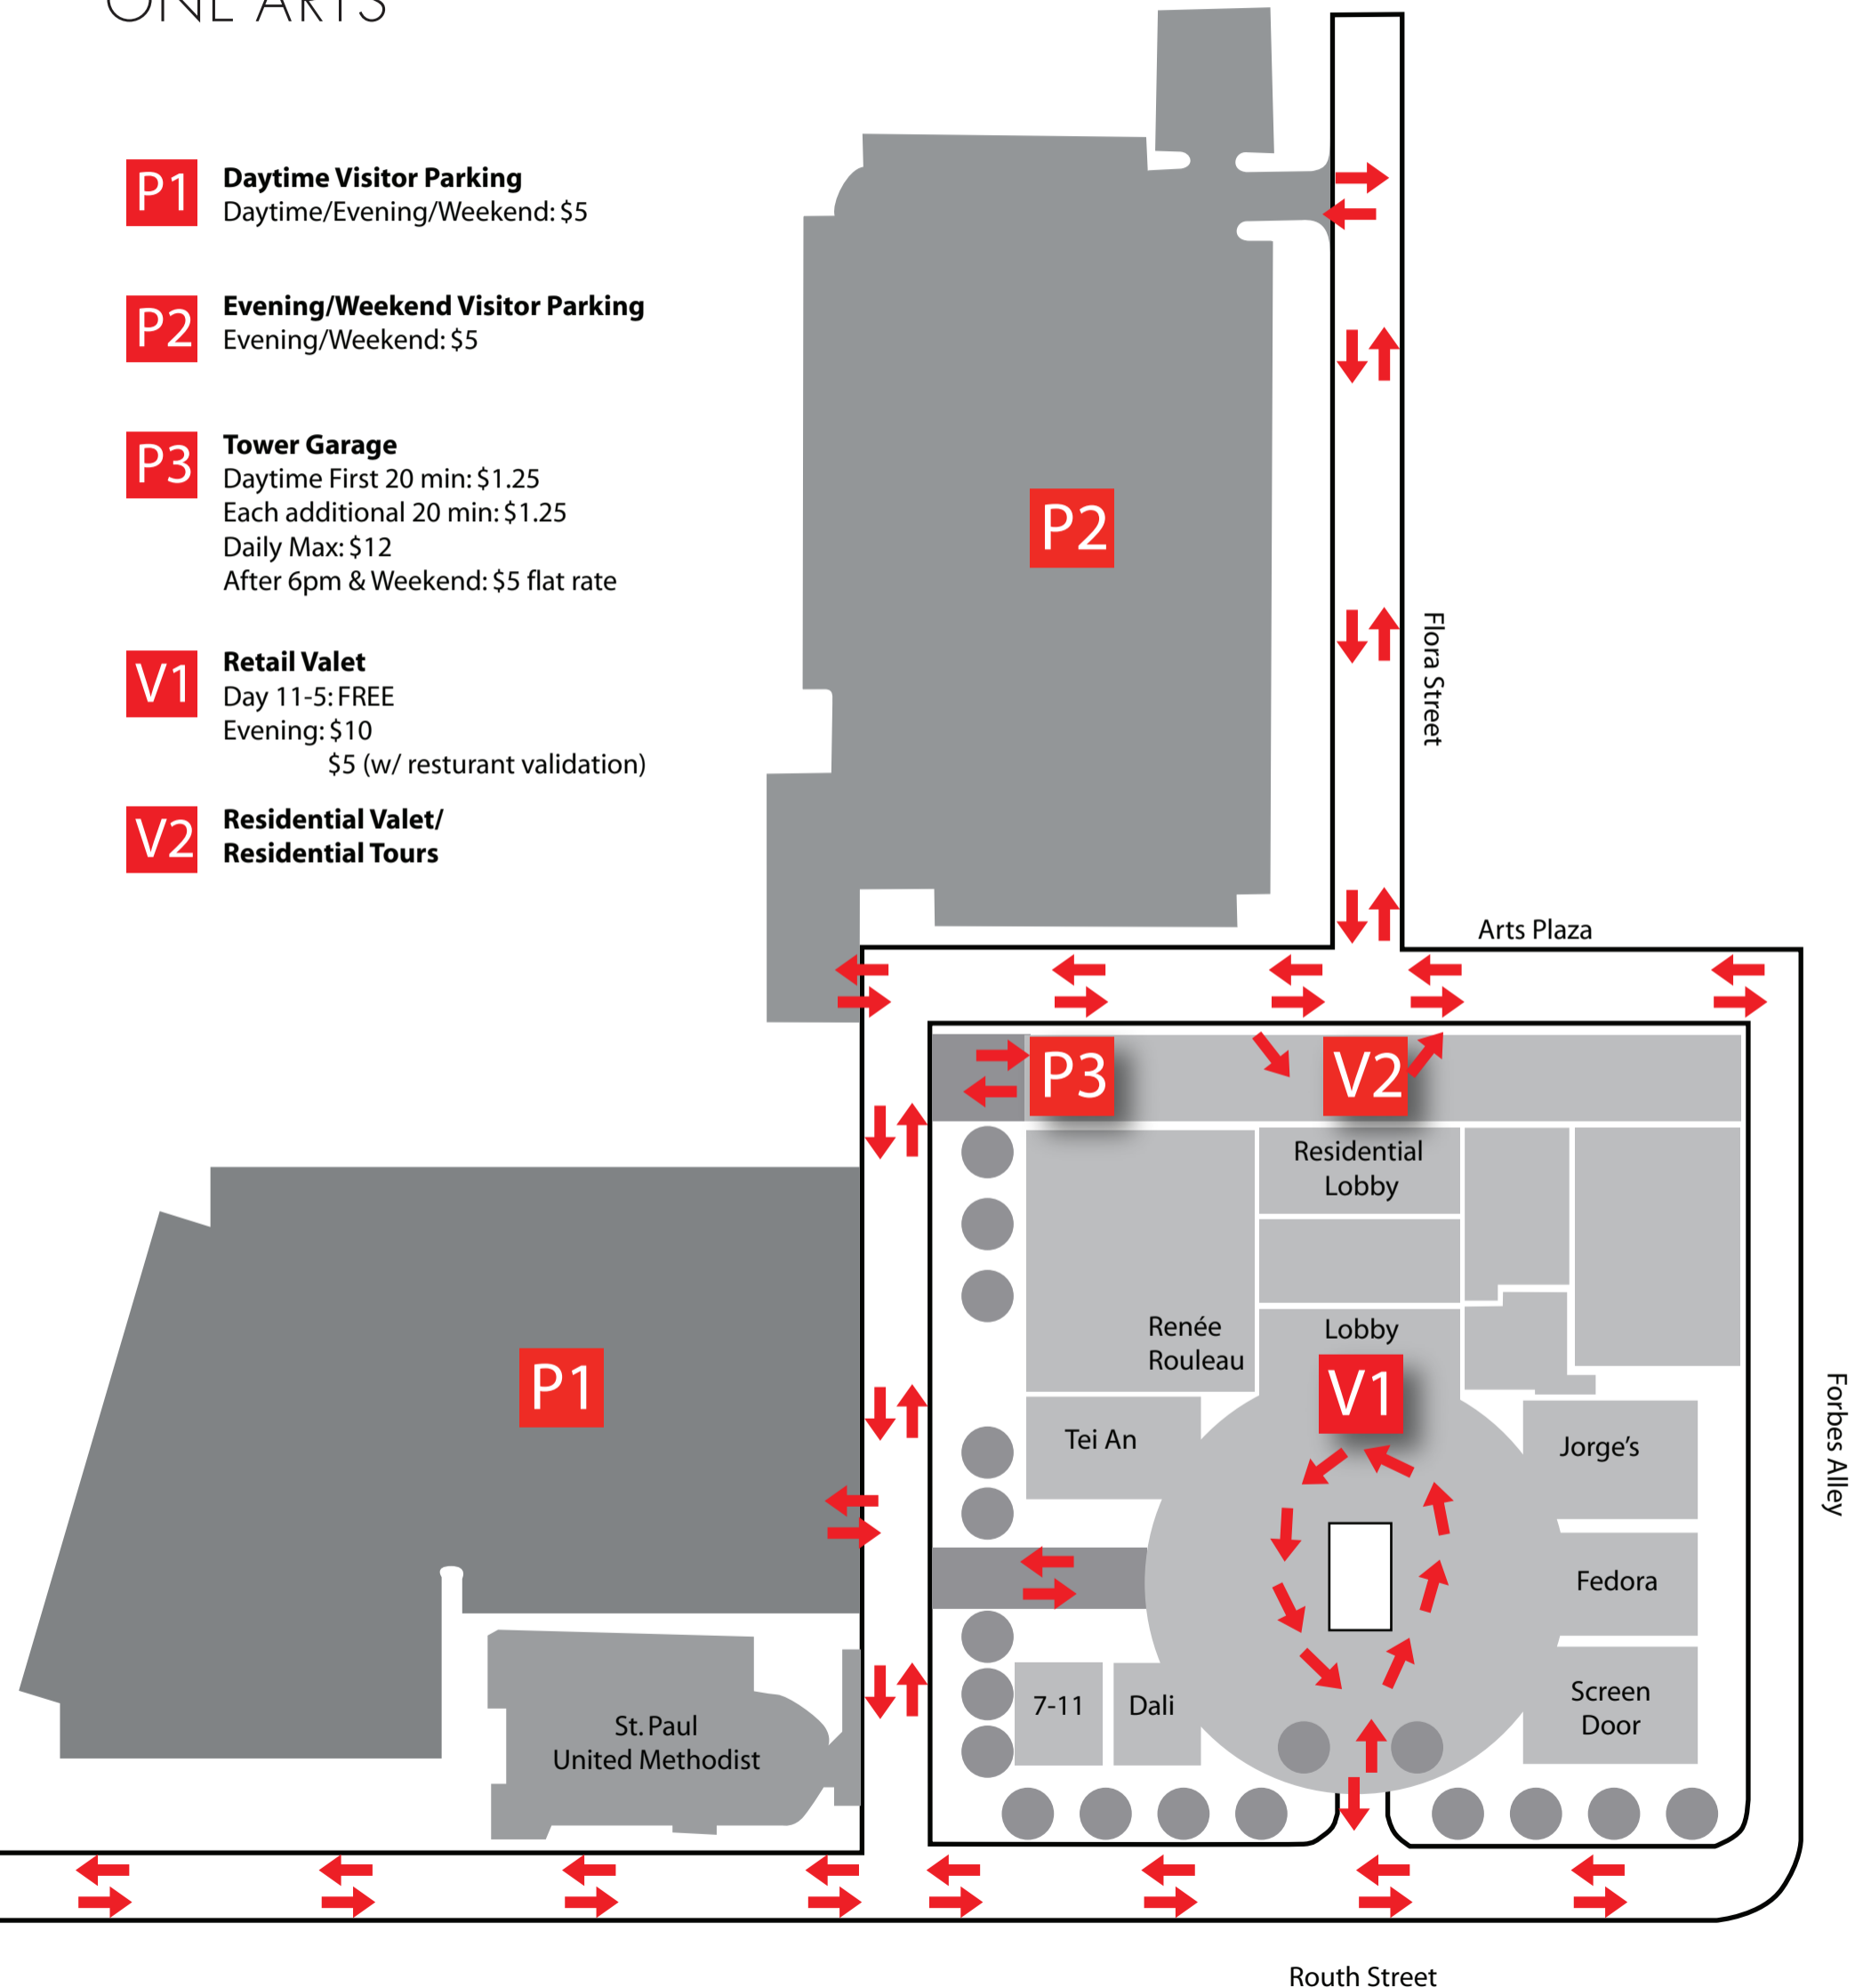 ONE ARTS
P1
Daytime Visitor Parking
Daytime/Evening/Weekend: $5
P2
Evening/Weekend Visitor Parking
Evening/Weekend: $5
P3
Tower Garage
Daytime First 20 min: $1.25
Each additional 20 min: $1.25
Daily Max: $12
After 6pm & Weekend: $5 flat rate
V1
Retail Valet
Day 11-5: FREE
Evening: $10
$5 (w/ resturant validation)
V2
Residential Valet/
Residential Tours
P2
Flora Street
Arts Plaza
P3
V2
Residential
Lobby
Renée
Rouleau
Lobby
P1
V1
Tei An
Jorge's
Forbes Alley
Fedora
7-11
Dali
Screen
Door
St. Paul
United Methodist
Routh Street